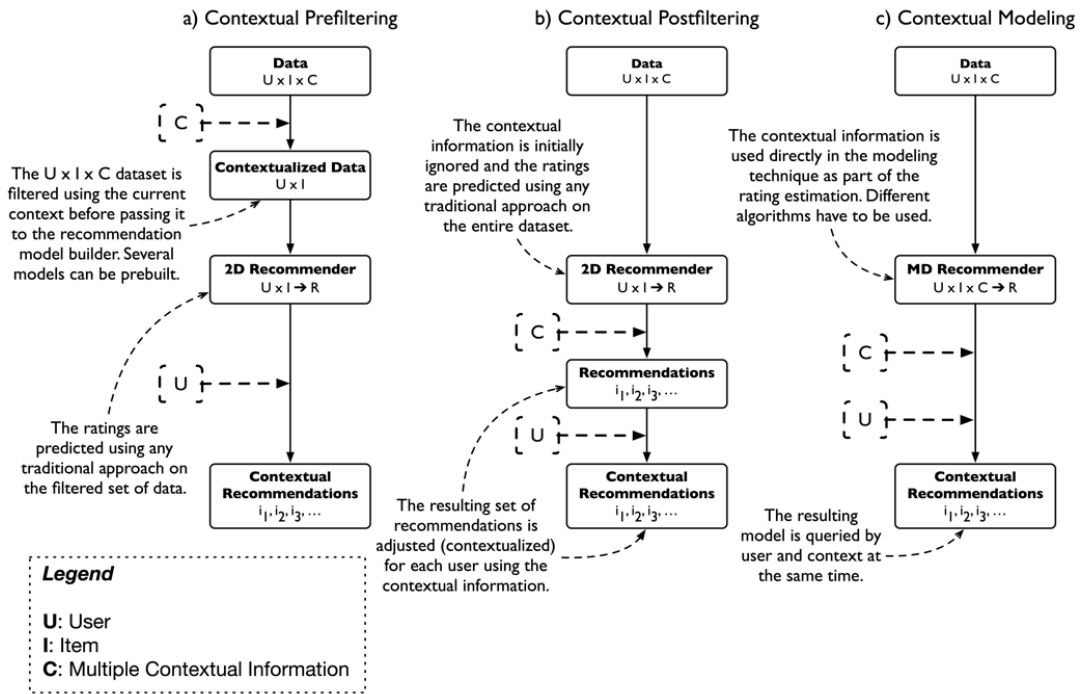 a) Contextual Prefiltering
Data
U x I x C
C
Contextualized Data
U x I
The U x I x C dataset is
filtered using the current
context before passing it
to the recommendation
model builder. Several
models can be prebuilt.
2D Recommender
U x I → R
U
The ratings are
predicted using any
traditional approach on
the filtered set of data.
Contextual
Recommendations
i1, i2, i3, ...
b) Contextual Postfiltering
Data
U x I x C
The contextual
information is initially
ignored and the ratings
are predicted using any
traditional approach on
the entire dataset.
2D Recommender
U x I → R
C
Recommendations
i1, i2, i3, ...
U
Contextual
Recommendations
i1, i2, i3, ...
The resulting set of
recommendations is
adjusted (contextualized)
for each user using the
contextual information.
c) Contextual Modeling
Data
U x I x C
The contextual information is
used directly in the modeling
technique as part of the
rating estimation. Different
algorithms have to be used.
MD Recommender
U x I x C → R
C
U
Contextual
Recommendations
i1, i2, i3, ...
The resulting
model is queried by
user and context at
the same time.
Legend
U: User
I: Item
C: Multiple Contextual Information